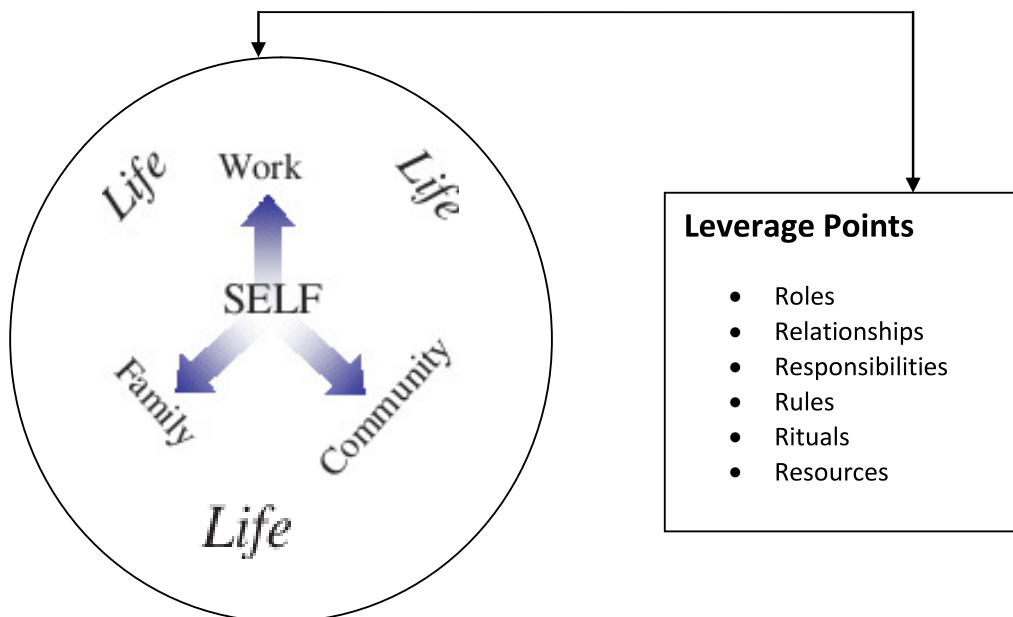 Life
Work
Life
SELF
Family
Community
Life
Leverage Points
• Roles
• Relationships
• Responsibilities
• Rules
• Rituals
• Resources